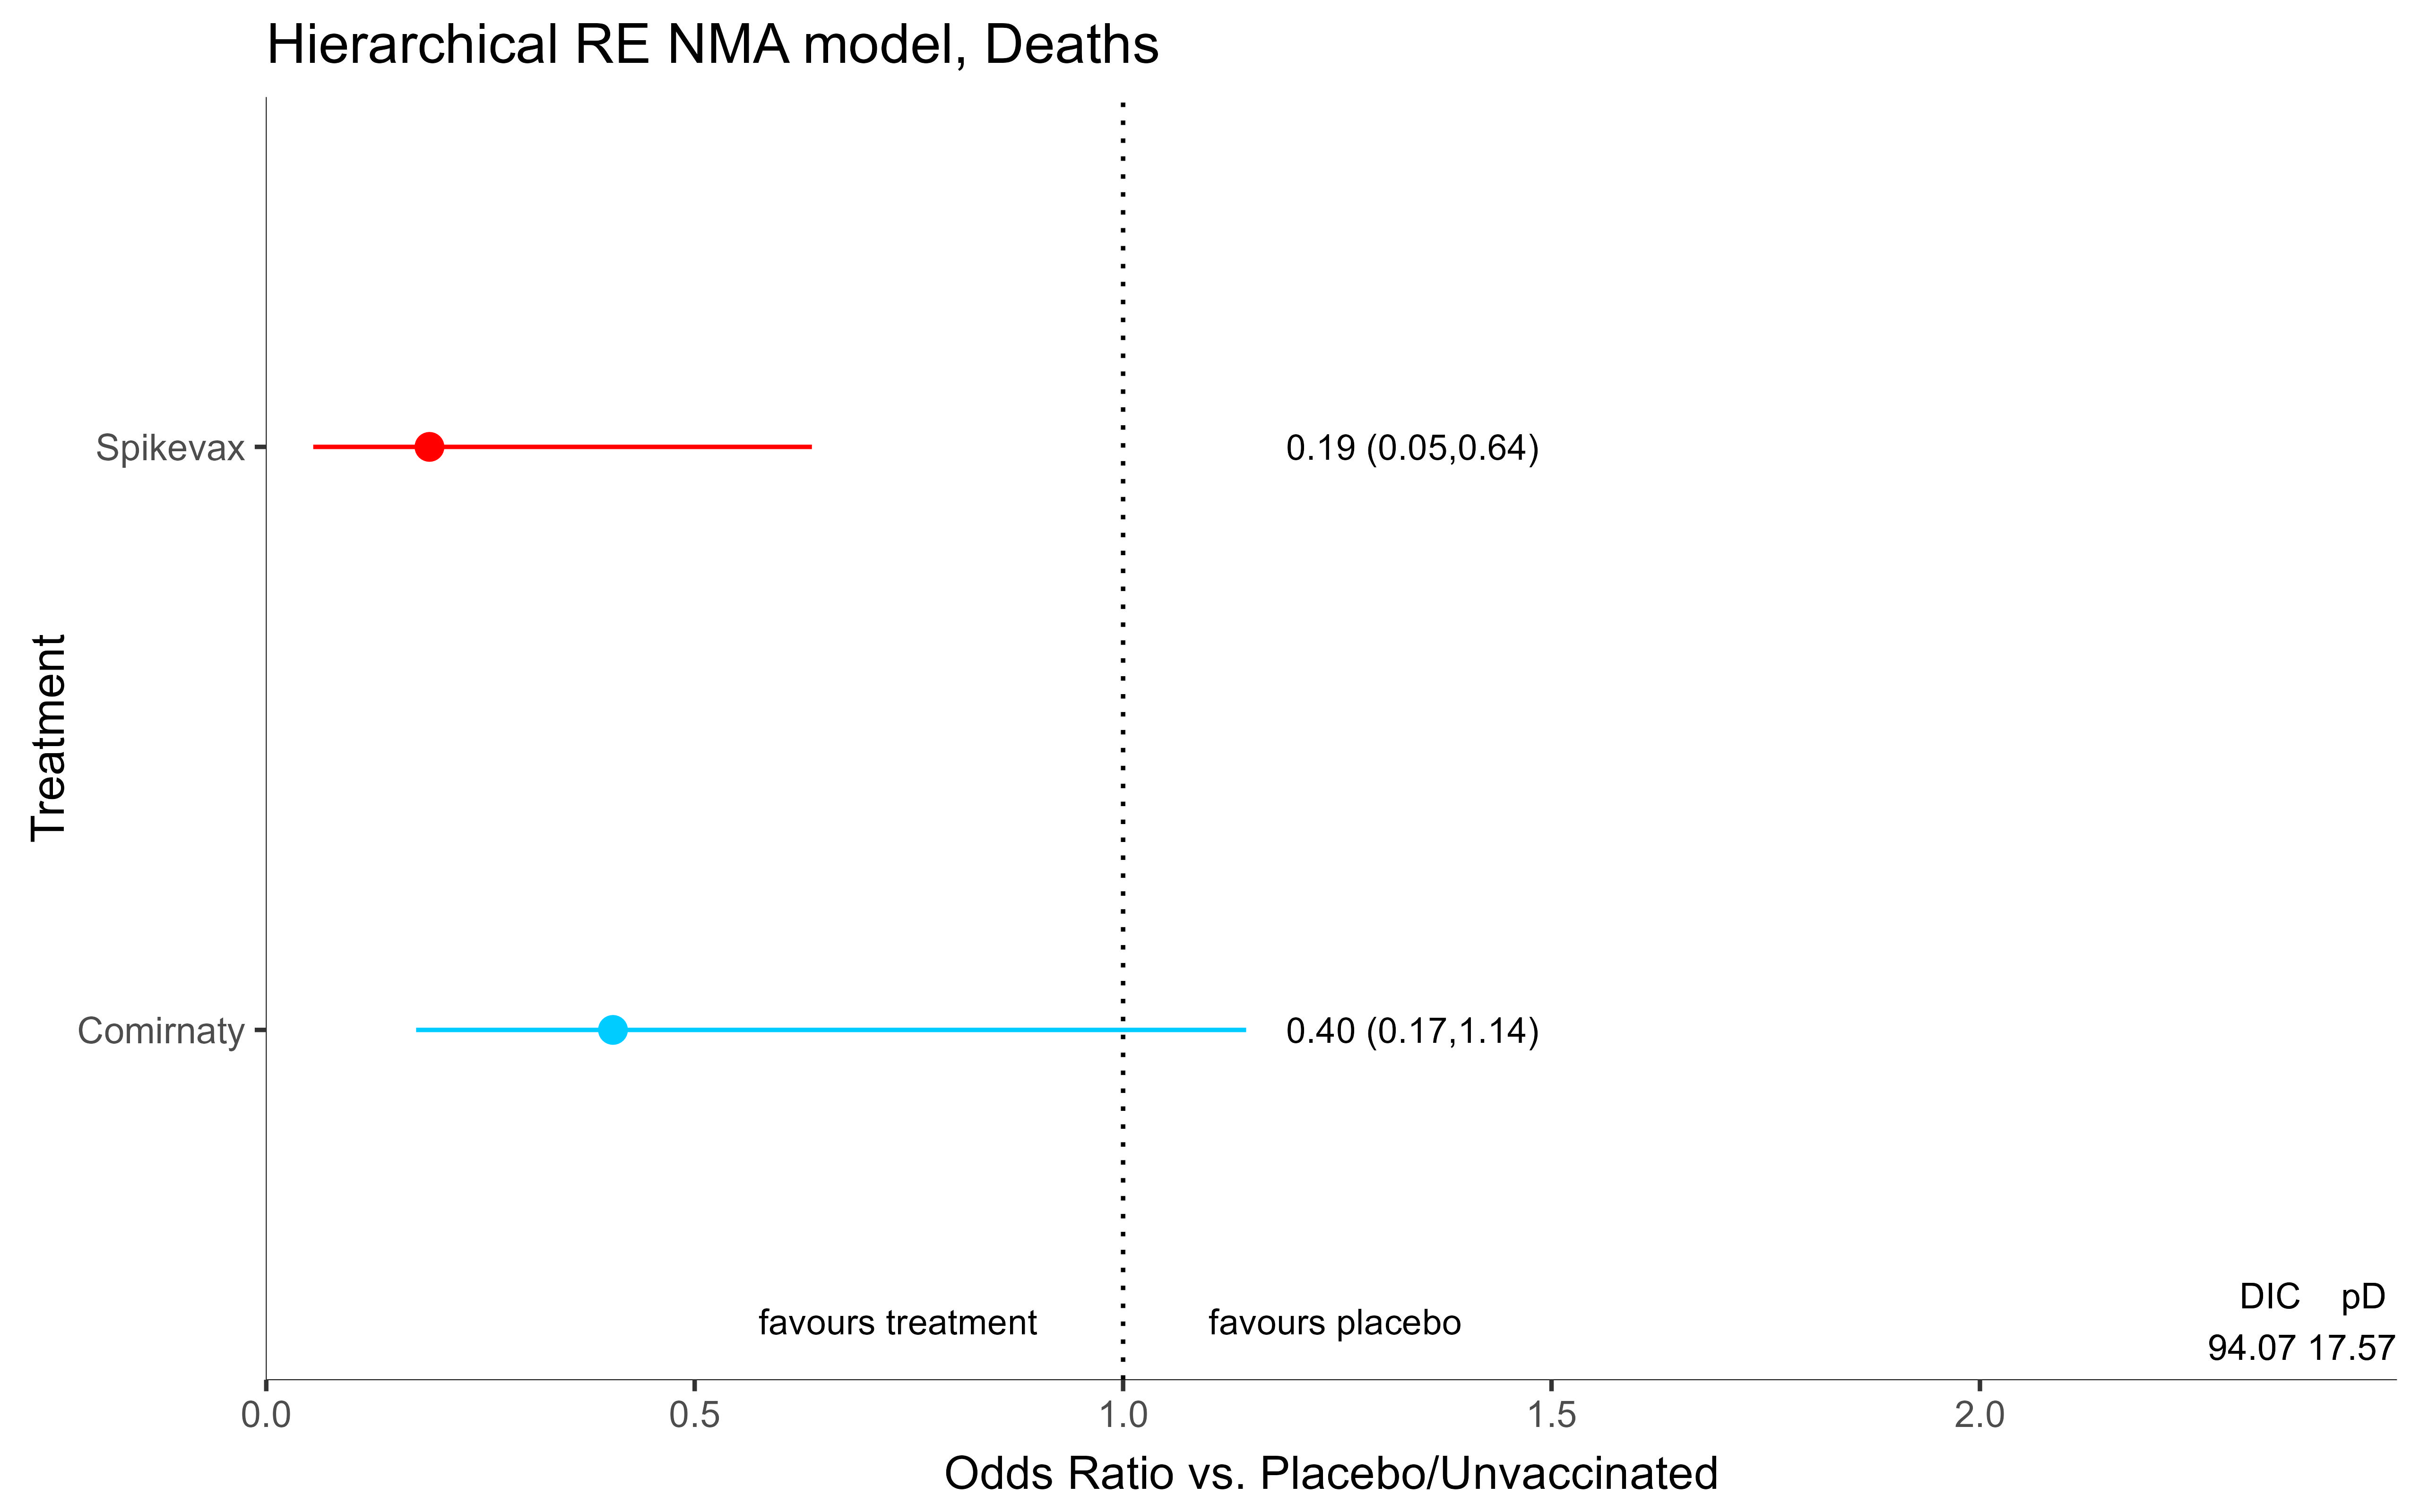 Hierarchical RE NMA model, Deaths
Treatment
Spikevax
0.19 (0.05,0.64)
Comirnaty
0.40 (0.17,1.14)
favours treatment
favours placebo
DIC pD
94.07 17.57
0.0 0.5 1.0 1.5 2.0
Odds Ratio vs. Placebo/Unvaccinated